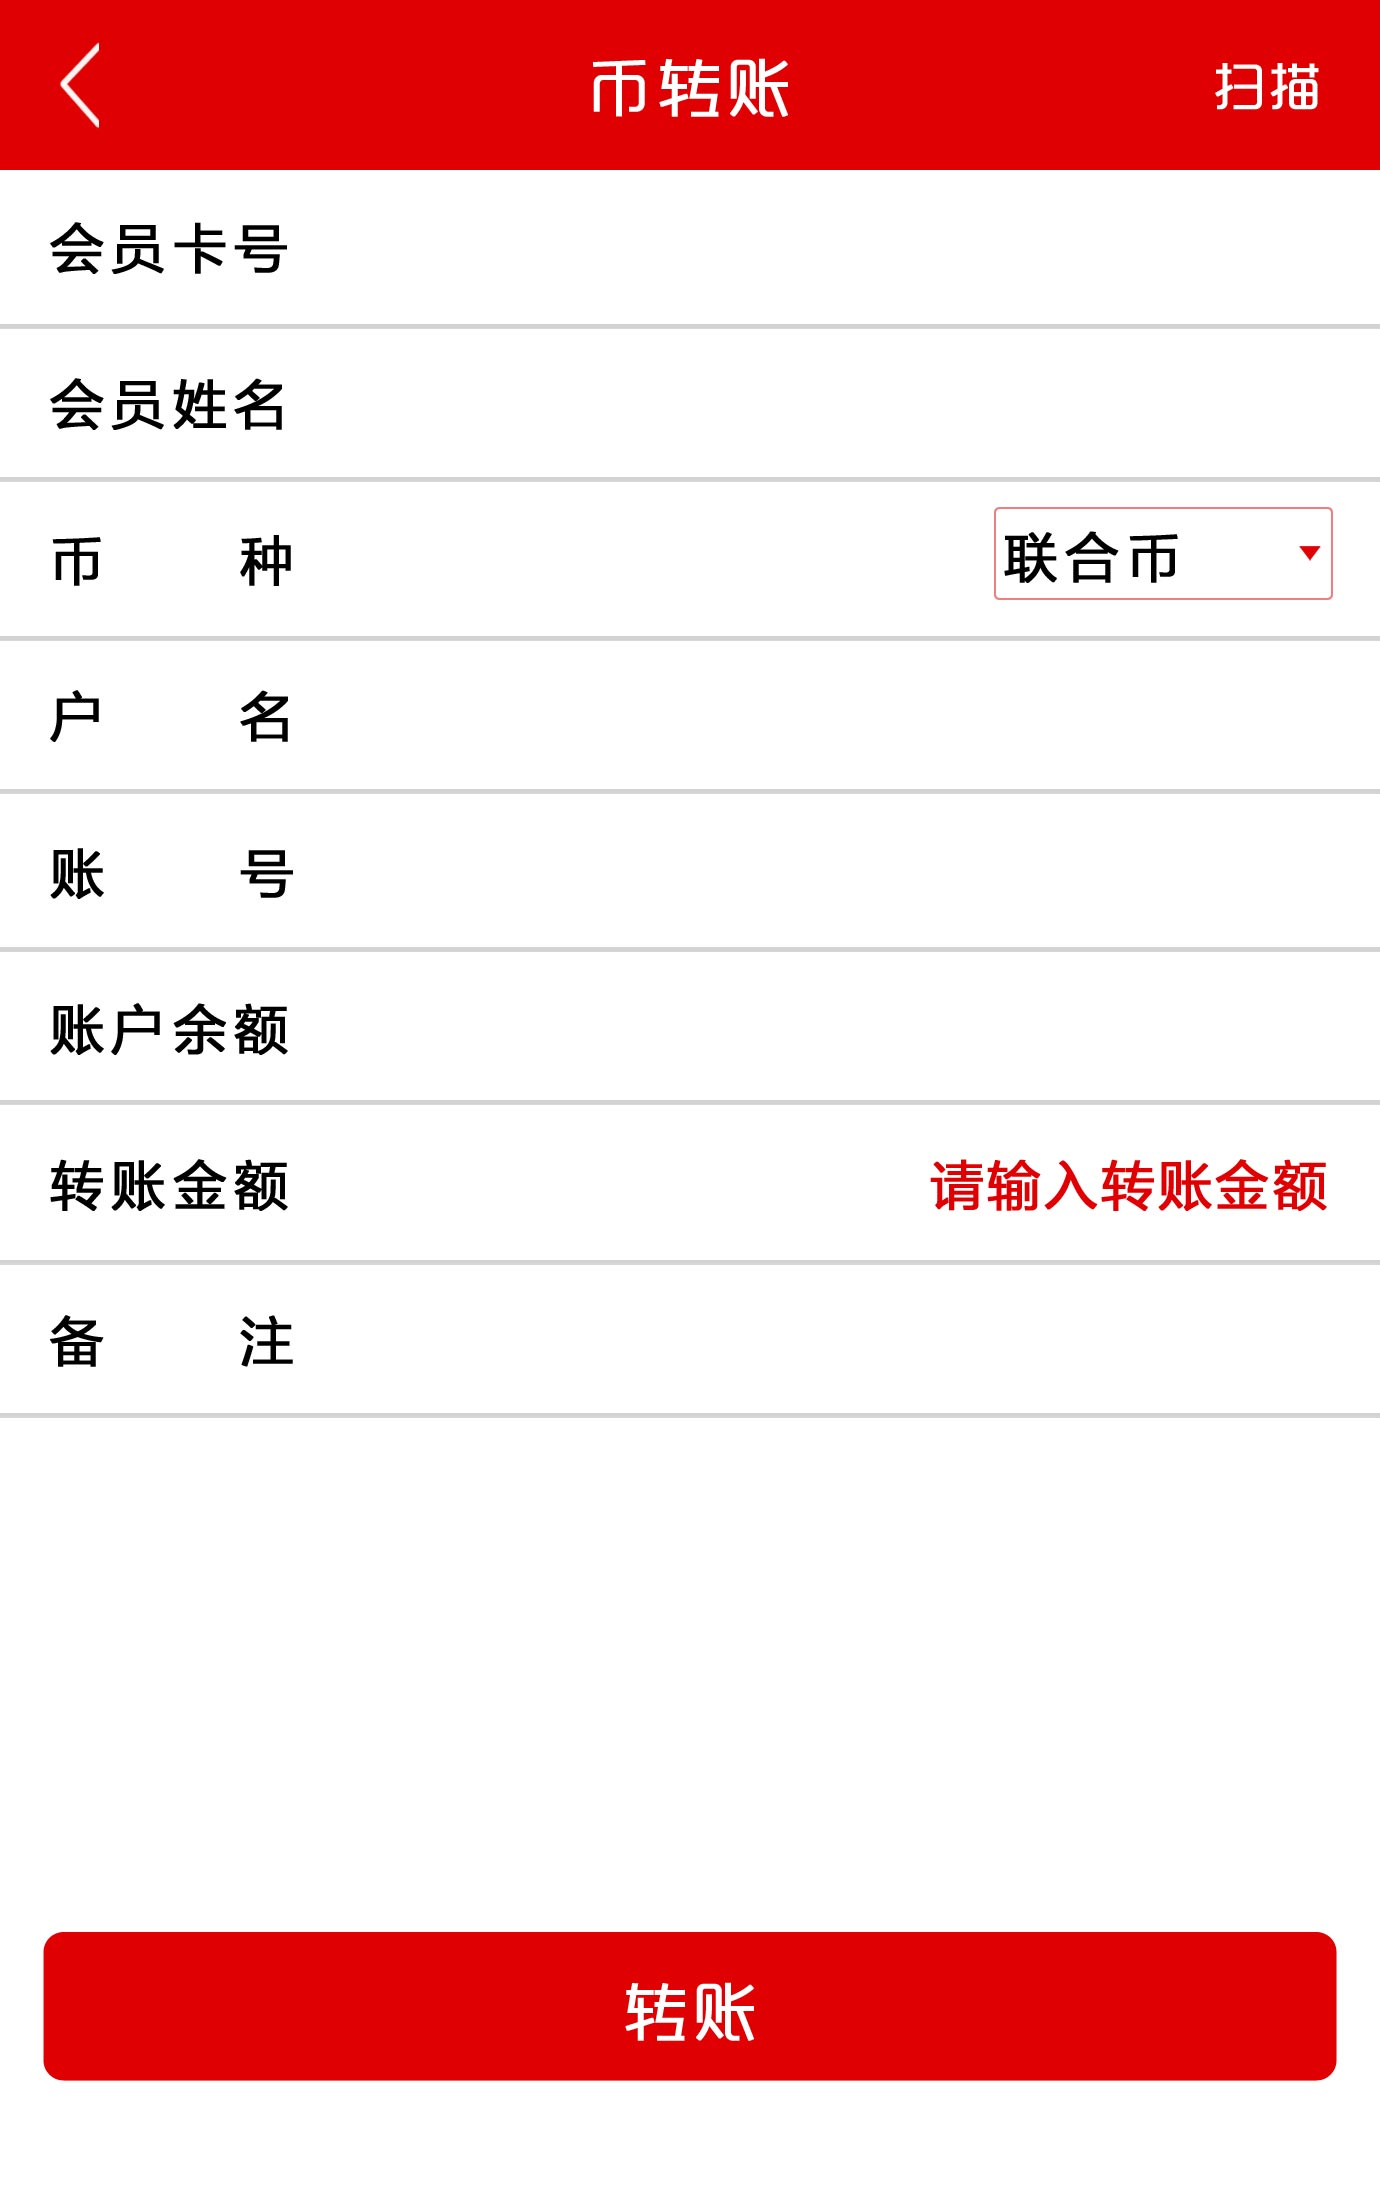 币转账 扫描
会员卡号
会员姓名
币 种 联合币
户 名
账 号
账户余额
转账金额 请输入转账金额
备 注
转账